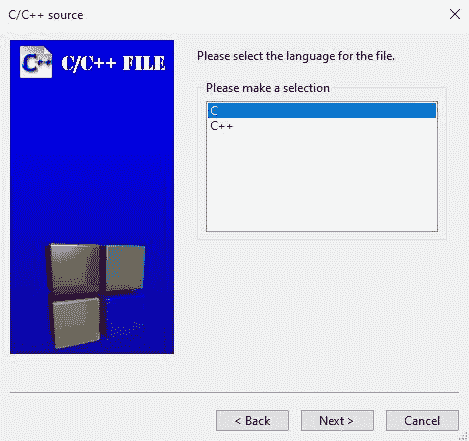 C/C++ source
C++ C/C++ FILE
Please select the language for the file.
Please make a selection
C
C++
< Back
Next >
Cancel